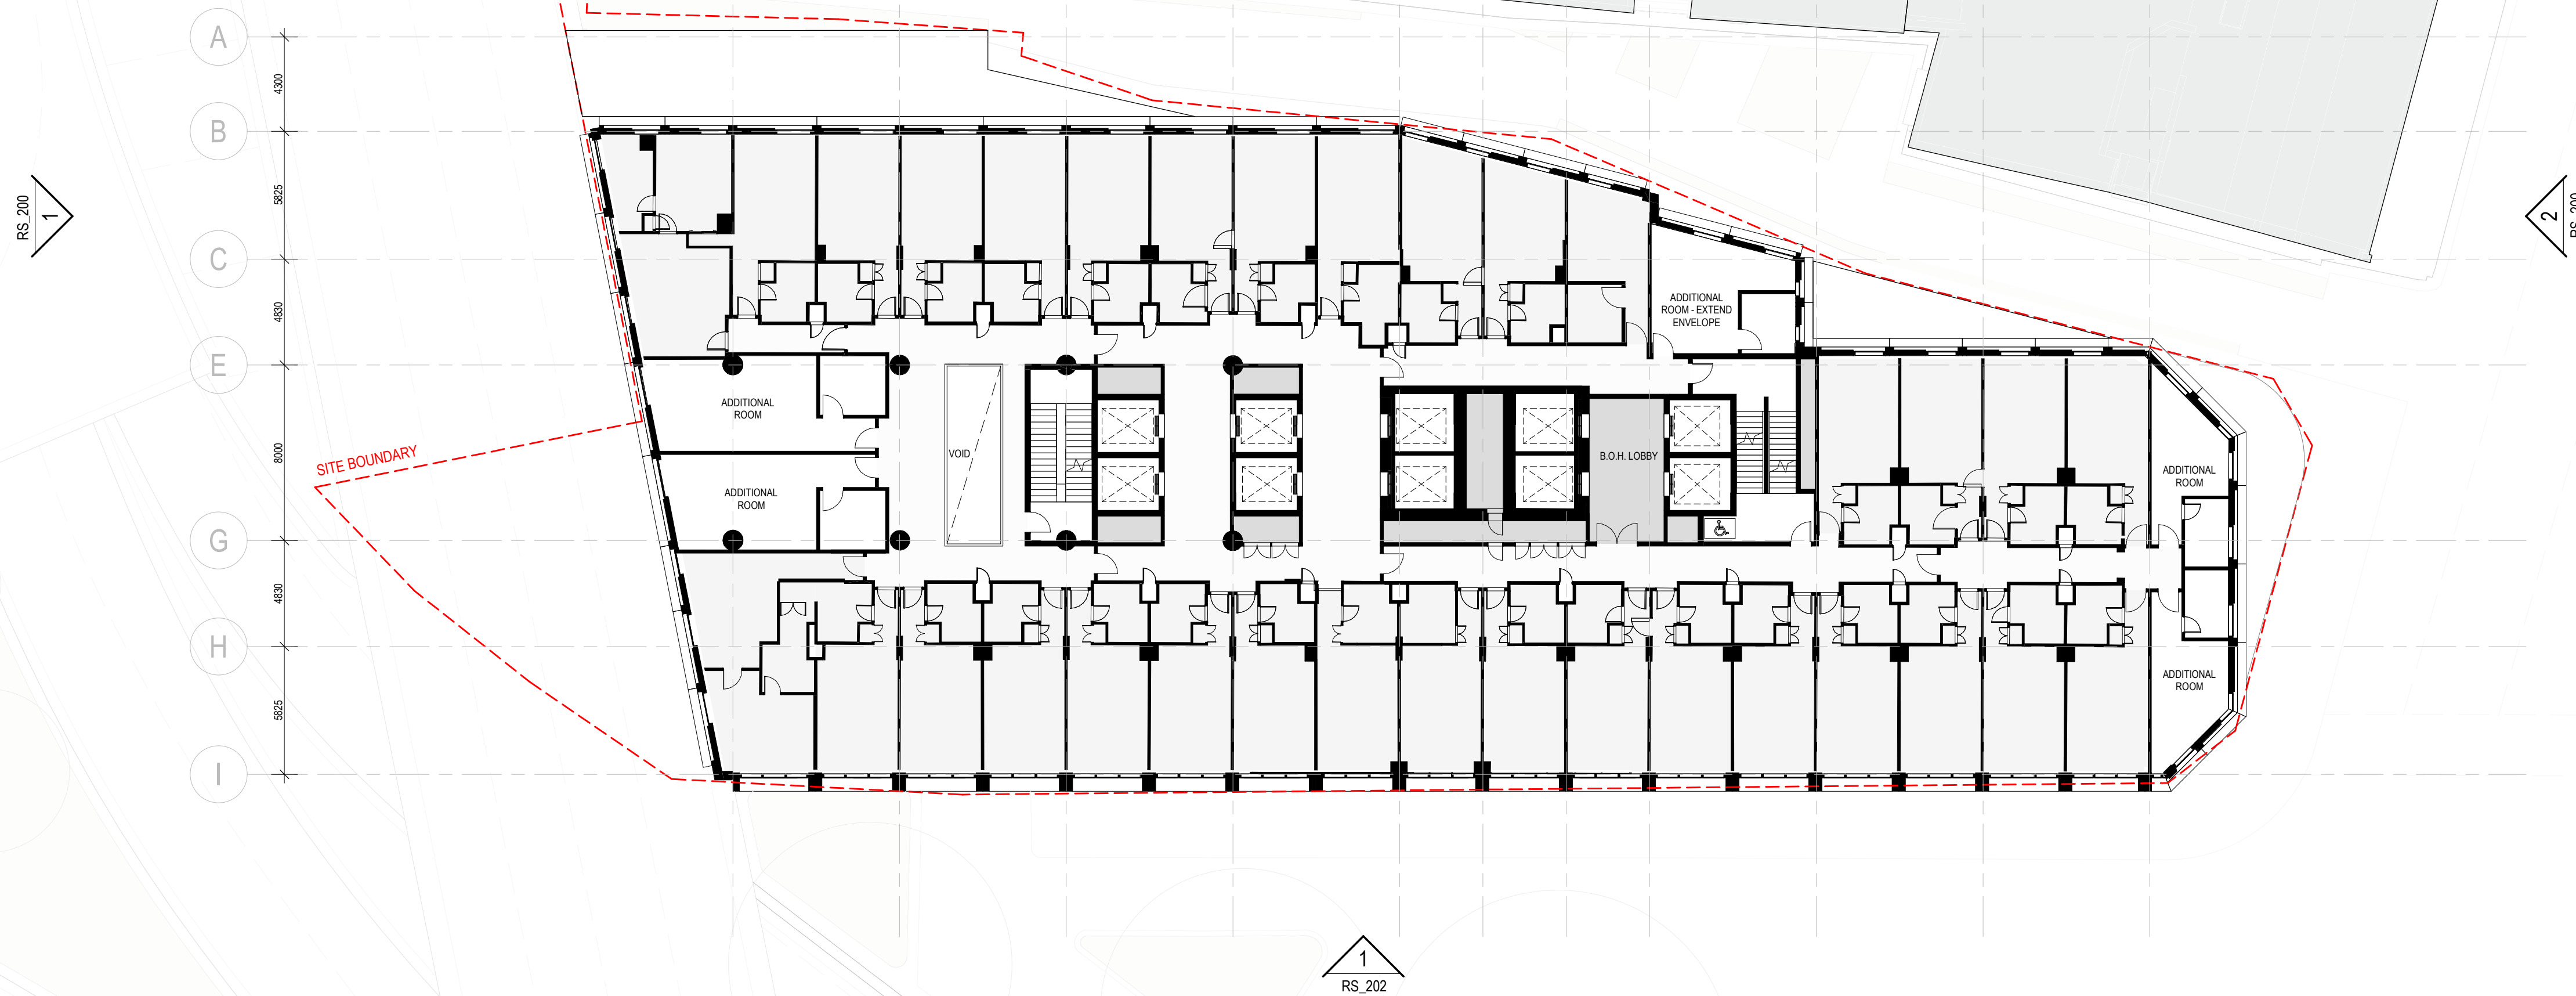 A
4300
B
5825
C
4830
E
8000
G
4830
H
5825
I
RS_200
1
SITE BOUNDARY
ADDITIONAL
ROOM
ADDITIONAL
ROOM
VOID
ADDITIONAL
ROOM - EXTEND
ENVELOPE
B.O.H. LOBBY
ADDITIONAL
ROOM
ADDITIONAL
ROOM
2
1
RS_202